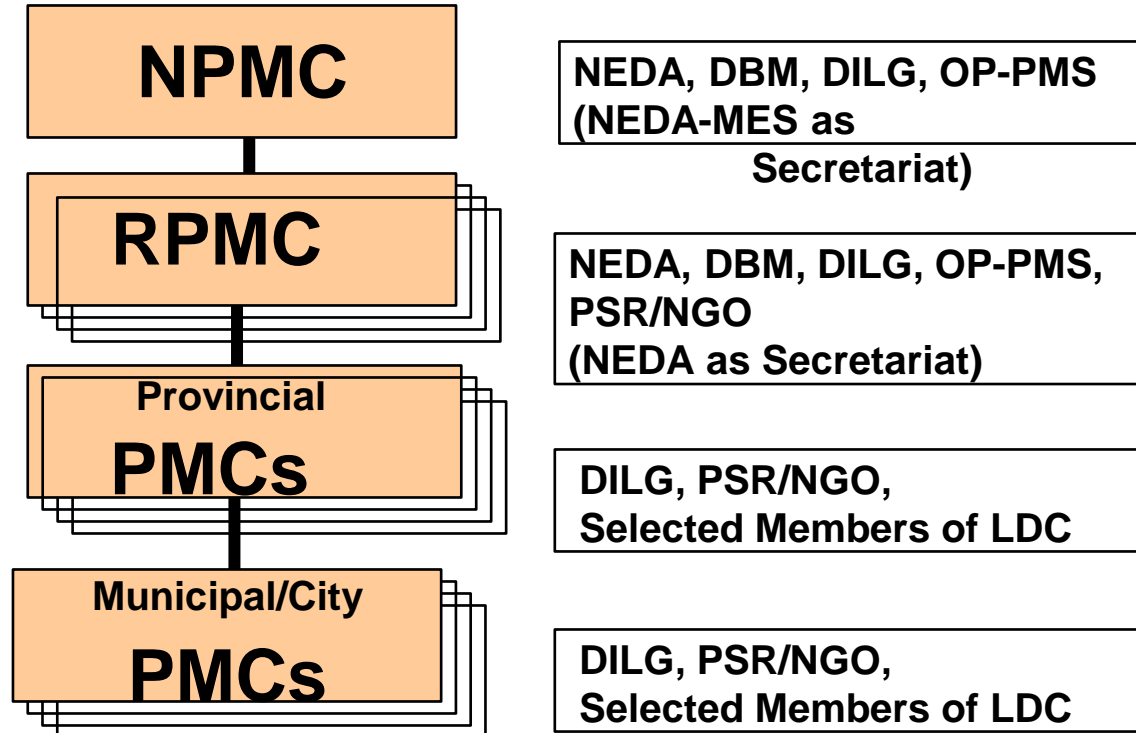 NPMC
NEDA, DBM, DILG, OP-PMS
(NEDA-MES as
Secretariat)
RPMC
NEDA, DBM, DILG, OP-PMS,
PSR/NGO
(NEDA as Secretariat)
Provincial
PMCs
DILG, PSR/NGO,
Selected Members of LDC
Municipal/City
PMCs
DILG, PSR/NGO,
Selected Members of LDC